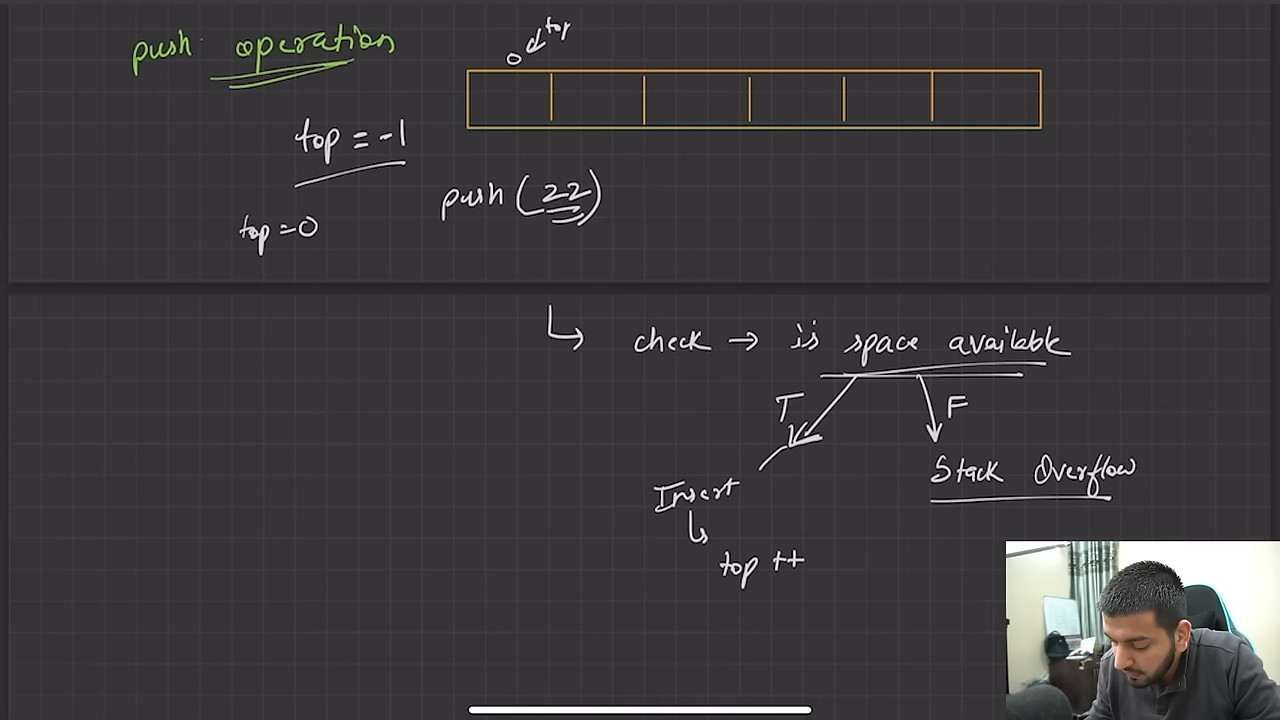 push operation
0 top
top = -1
push (22)
top = 0
check → is space available
T
F
Stack Overflow
Insert
top ++